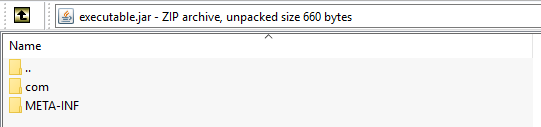 executable.jar - ZIP archive, unpacked size 660 bytes
Name
..
com
META-INF